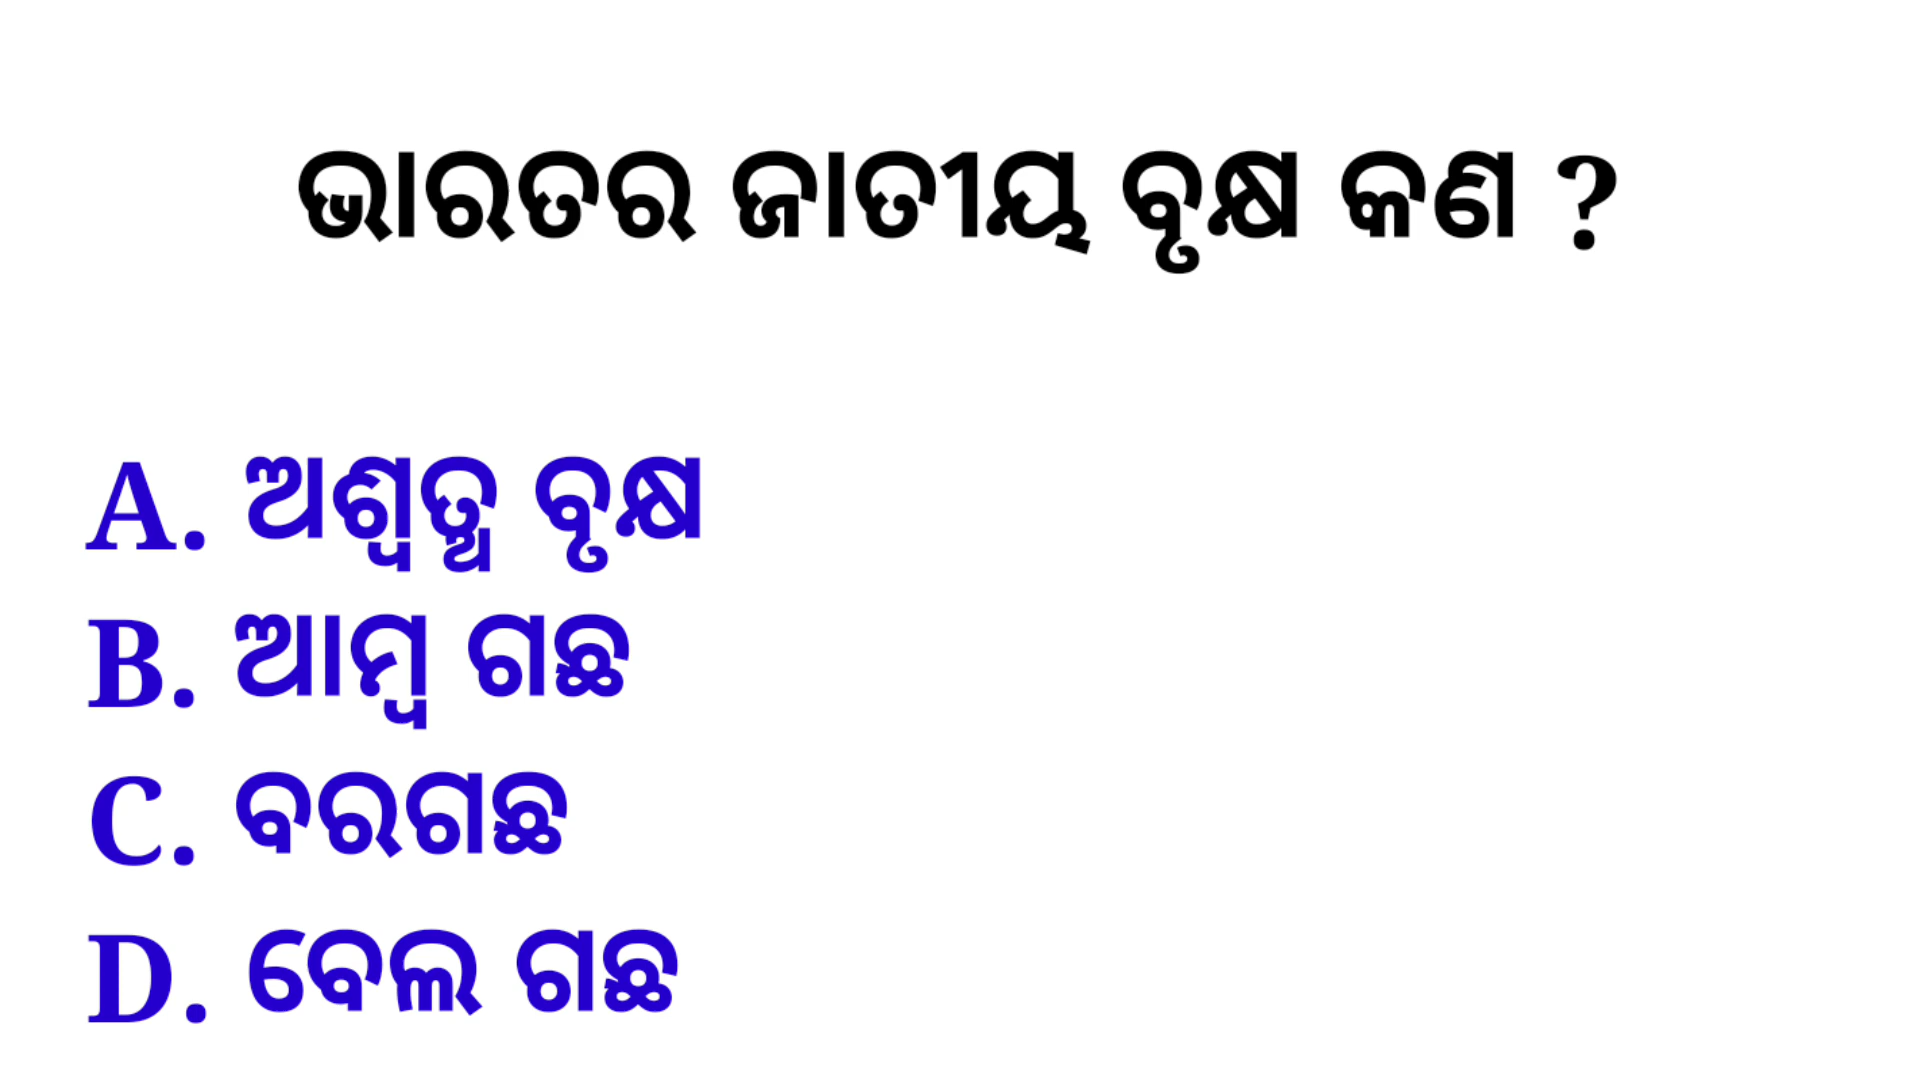 ଭାରତର ଜାତୀୟ ବୃକ୍ଷ କଣ ?
A. ଅଶ୍ୱତ୍ଥ ବୃକ୍ଷ
B. ଆମ୍ବ ଗଛ
C. ବରଗଛ
D. ବେଲ ଗଛ